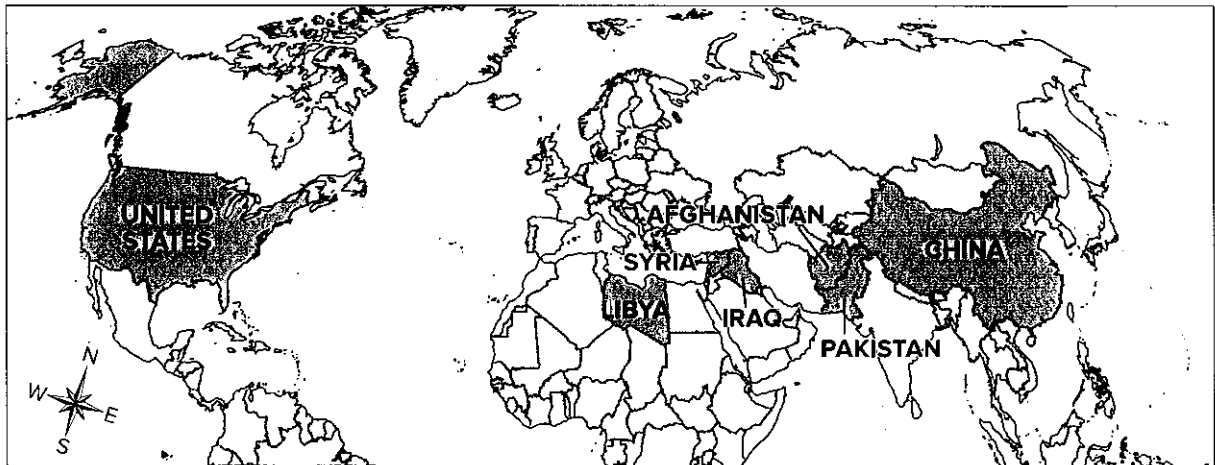 UNITED
STATES
AFGHANISTAN
SYRIA
CHINA
LIBYA
IRAQ
PAKISTAN
N
W
E
S